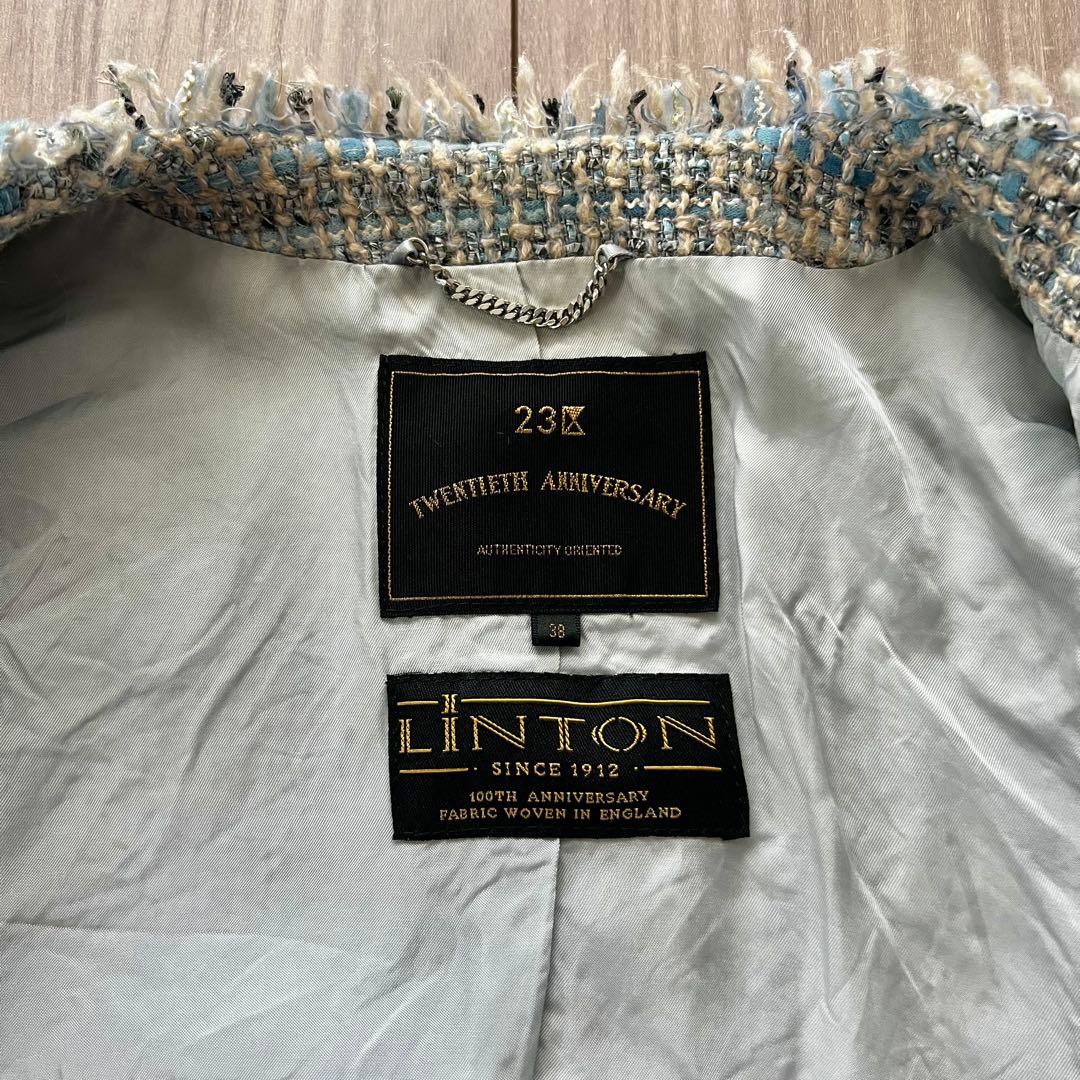 23区
TWENTIETH ANNIVERSARY
AUTHENTICITY ORIENTED
38
LINTON
· SINCE 1912 ·
100TH ANNIVERSARY
FABRIC WOVEN IN ENGLAND